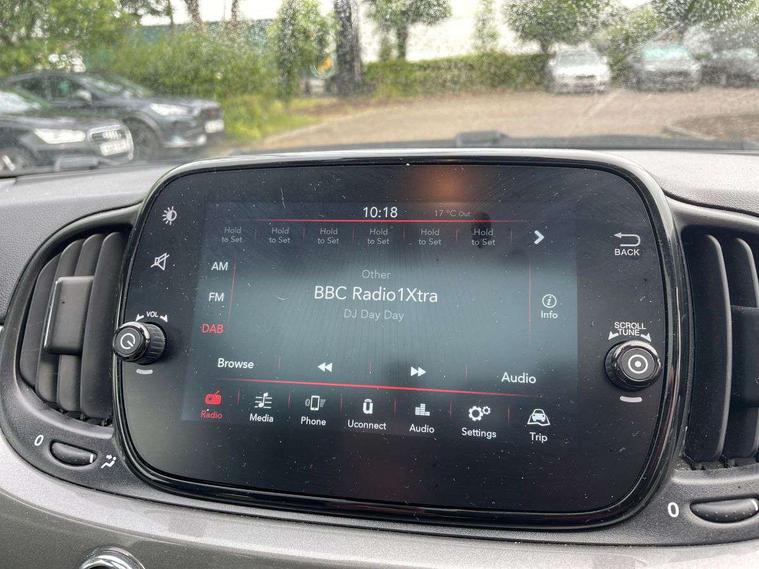 10:18 17 °C Out
Hold to Set Hold to Set Hold to Set Hold to Set Hold to Set Hold to Set
BACK
AM
FM
DAB
Other
BBC Radio1Xtra
DJ Day Day
Info
VOL
SCROLL
TUNE
Browse
Audio
Radio Media Phone Uconnect Audio Settings Trip
0
0